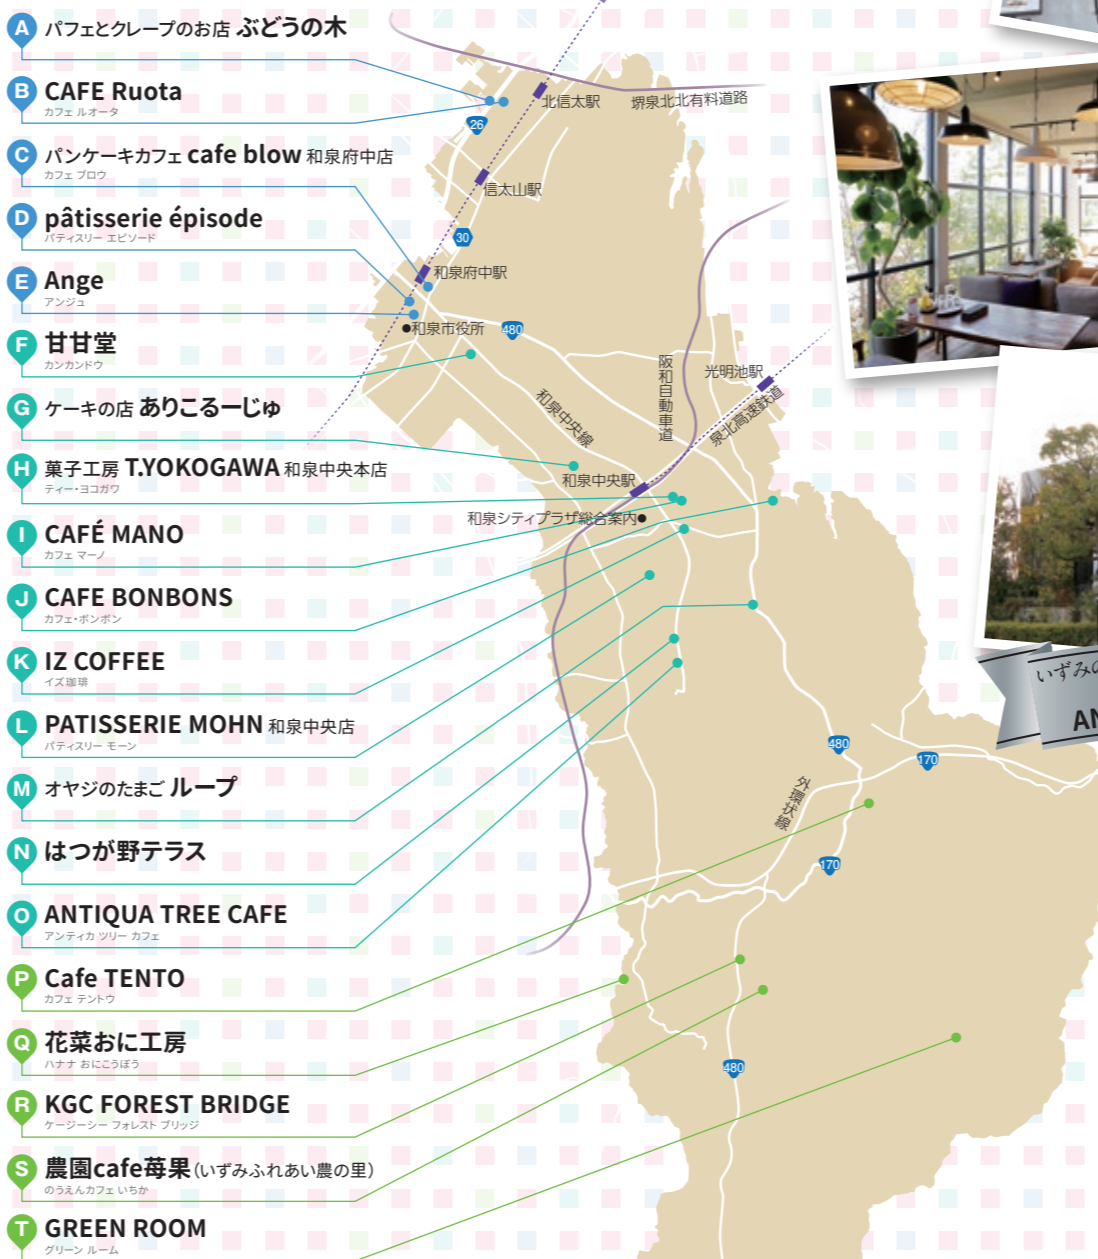 A パフェとクレープのお店 ぶどうの木
B CAFE Ruota
カフェ ルオータ
C パンケーキカフェ cafe blow 和泉府中店
カフェ ブロウ
D pâtisserie épisode
パティスリー エピソード
E Ange
アンジュ
F 甘甘堂
カンカンドウ
G ケーキの店 ありこるーじゅ
H 菓子工房 T.YOKOGAWA 和泉中央本店
ティー・ヨコガワ
I CAFÉ MANO
カフェ マーノ
J CAFE BONBONS
カフェ・ボンボン
K IZ COFFEE
イズ珈琲
L PATISSERIE MOHN 和泉中央店
パティスリー モーン
M オヤジのたまご ループ
N はつが野テラス
O ANTIQUA TREE CAFE
アンティカ ツリー カフェ
P Cafe TENTO
カフェ テントウ
Q 花菜おに工房
ハナナ おにこうぼう
R KGC FOREST BRIDGE
ケージーシー フォレスト ブリッジ
S 農園cafe苺果(いずみふれあい農の里)
のうえんカフェ いちか
T GREEN ROOM
グリーン ルーム
北信太駅
堺泉北有料道路
26
信太山駅
30
和泉府中駅
●和泉市役所
480
阪和自動車道
光明池駅
和泉中央線
泉北高速鉄道
和泉中央駅
和泉シティプラザ総合案内●
480
170
外環状線
170
480
いずみの
AN